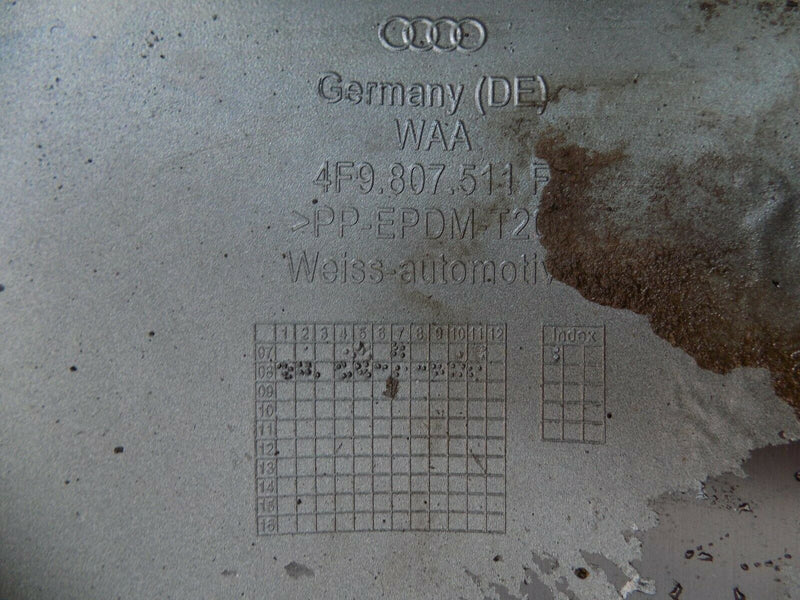 Germany (DE)
WAA
4F9.807.511 F
>PP-EPDM-T2
Weiss-automotiv
1 2 3 4 5 6 7 8 9 10 11 12
Index
07
08
09
10
11
12
13
14
15
16